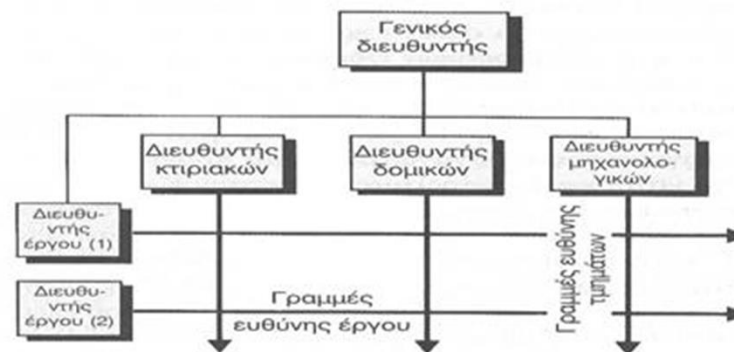 Γενικός
διευθυντής
Διευθυντής
κτιριακών
Διευθυντής
δομικών
Διευθυντής
μηχανολο-
γικών
Διευθυ-
ντής
έργου (1)
Διευθυ-
ντής
έργου (2)
Γραμμές
ευθύνης έργου
Γραμμές ευθύνης
τμημάτων